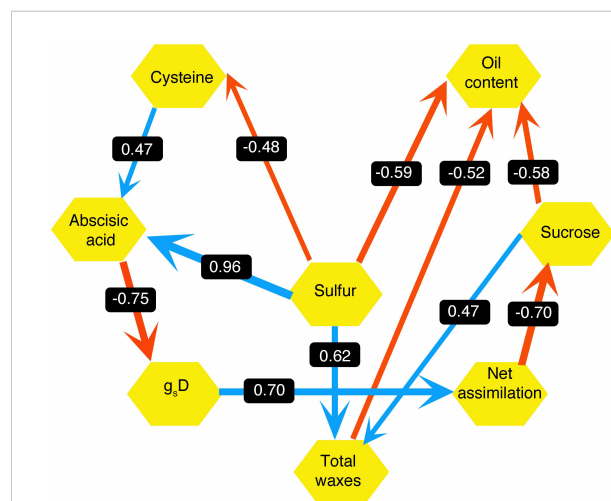 Cysteine
Oil
content
0.47
-0.48
-0.59
-0.52
-0.58
Abscisic
acid
0.96
Sucrose
-0.75
Sulfur
0.47
-0.70
0.62
gₛD
0.70
Net
assimilation
Total
waxes